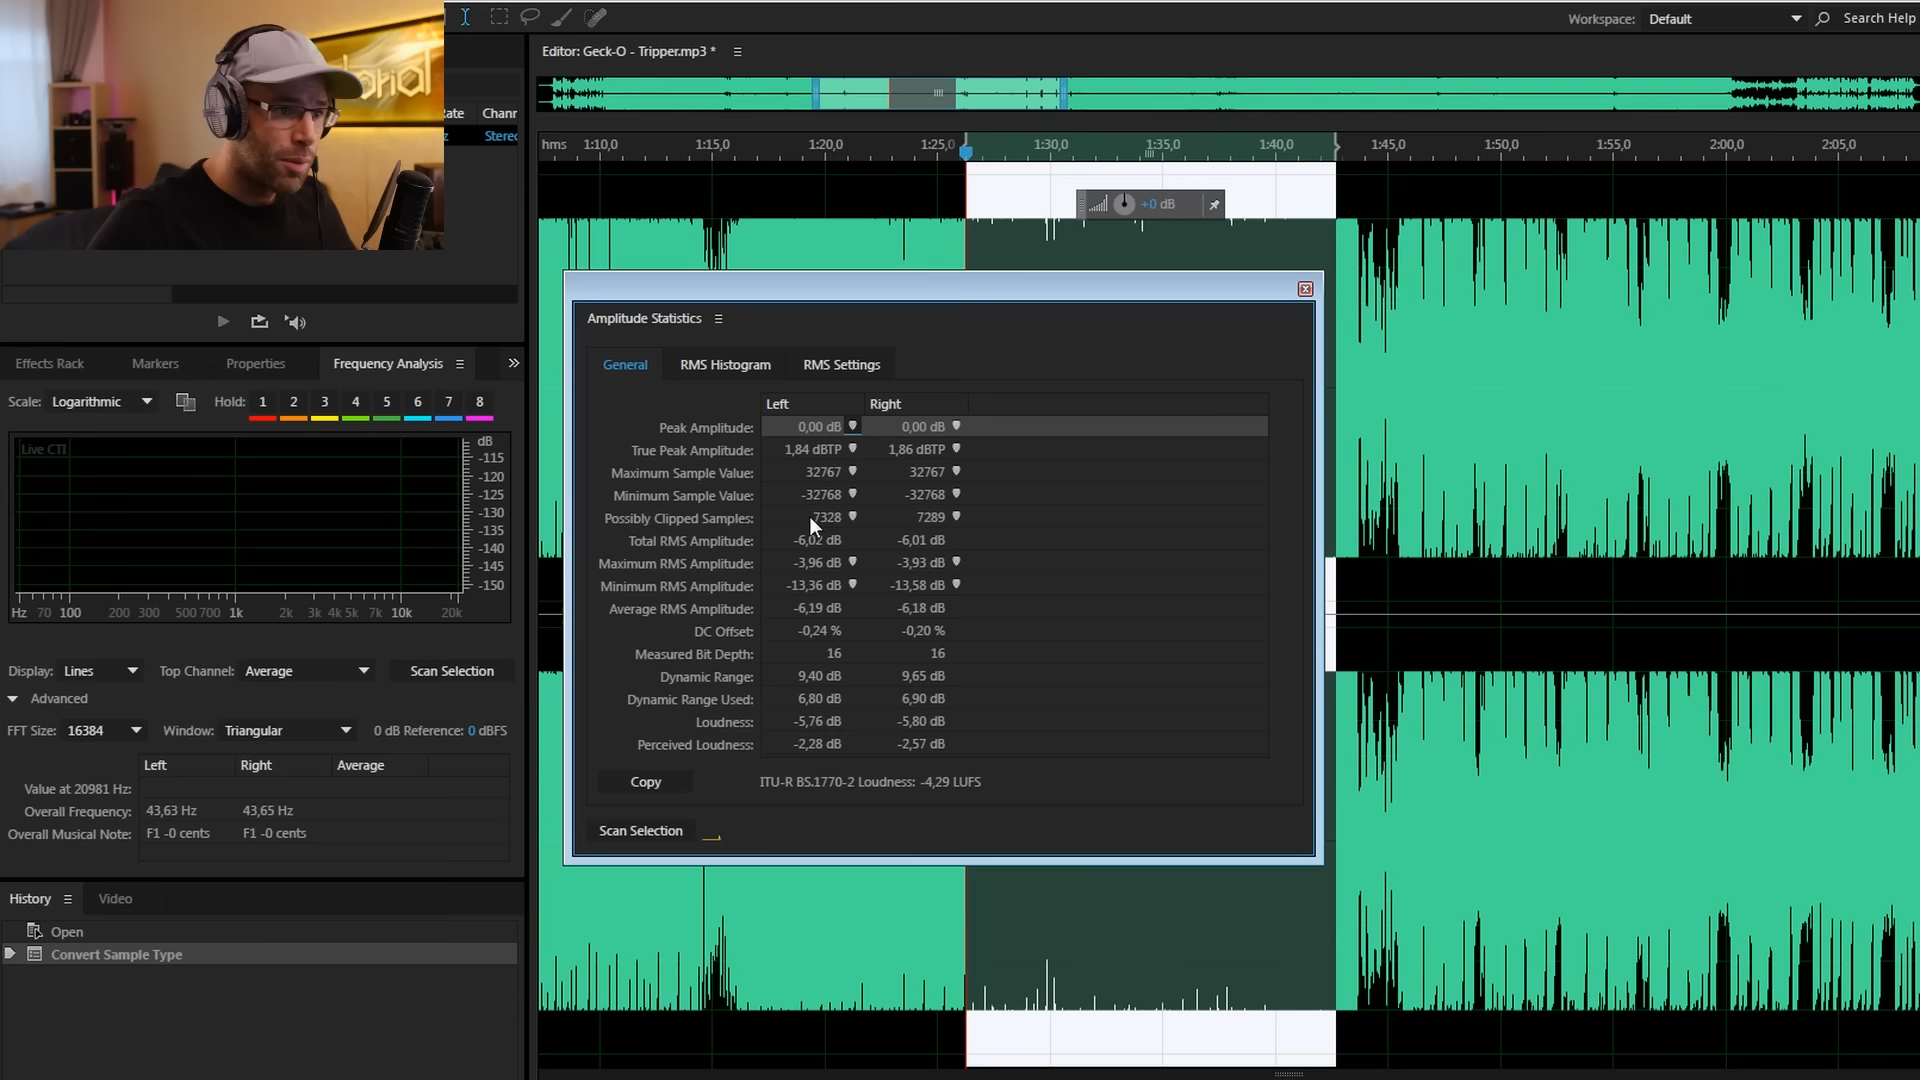 Workspace: Default Search Help
Editor: Geck-O - Tripper.mp3 *
Rate Chann
z Stereo
hms 1:10,0 1:15,0 1:20,0 1:25,0 1:30,0 1:35,0 1:40,0 1:45,0 1:50,0 1:55,0 2:00,0 2:05,0
+0 dB
Amplitude Statistics
General RMS Histogram RMS Settings
Left Right
Peak Amplitude: 0,00 dB 0,00 dB
True Peak Amplitude: 1,84 dBTP 1,86 dBTP
Maximum Sample Value: 32767 32767
Minimum Sample Value: -32768 -32768
Possibly Clipped Samples: 7328 7289
Total RMS Amplitude: -6,02 dB -6,01 dB
Maximum RMS Amplitude: -3,96 dB -3,93 dB
Minimum RMS Amplitude: -13,36 dB -13,58 dB
Average RMS Amplitude: -6,19 dB -6,18 dB
DC Offset: -0,24 % -0,20 %
Measured Bit Depth: 16 16
Dynamic Range: 9,40 dB 9,65 dB
Dynamic Range Used: 6,80 dB 6,90 dB
Loudness: -5,76 dB -5,80 dB
Perceived Loudness: -2,28 dB -2,57 dB
Copy ITU-R BS.1770-2 Loudness: -4,29 LUFS
Scan Selection
Effects Rack Markers Properties Frequency Analysis
Scale: Logarithmic Hold: 1 2 3 4 5 6 7 8
Live CTI dB
-115
-120
-125
-130
-135
-140
-145
-150
Hz 70 100 200 300 500 700 1k 2k 3k 4k 5k 10k 20k
Display: Lines Top Channel: Average Scan Selection
Advanced
FFT Size: 16384 Window: Triangular 0 dB Reference: 0 dBFS
Left Right Average
Value at 20981 Hz:
Overall Frequency: 43,63 Hz 43,65 Hz
Overall Musical Note: F1 -0 cents F1 -0 cents
History Video
Open
Convert Sample Type